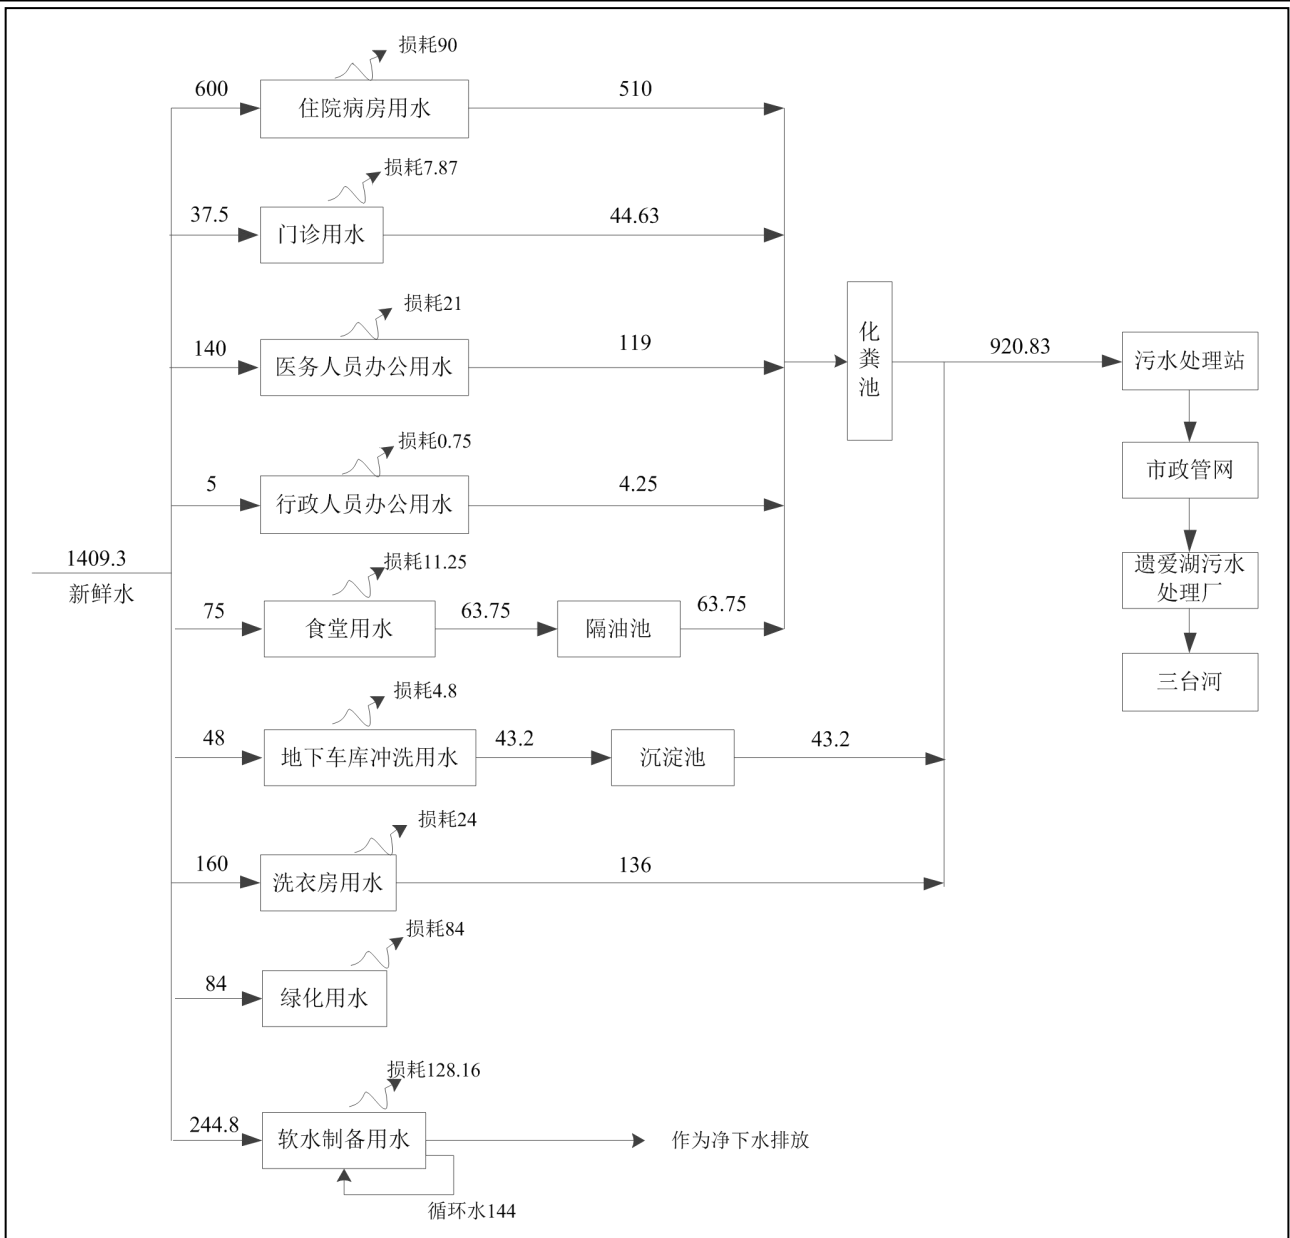 损耗90
600
住院病房用水
510
损耗7.87
37.5
门诊用水
44.63
损耗21
140
医务人员办公用水
119
化粪池
920.83
污水处理站
损耗0.75
5
行政人员办公用水
4.25
市政管网
1409.3
新鲜水
损耗11.25
75
食堂用水
63.75
隔油池
63.75
遗爱湖污水
处理厂
三台河
损耗4.8
48
地下车库冲洗用水
43.2
沉淀池
43.2
损耗24
160
洗衣房用水
136
损耗84
84
绿化用水
损耗128.16
244.8
软水制备用水
作为净下水排放
循环水144